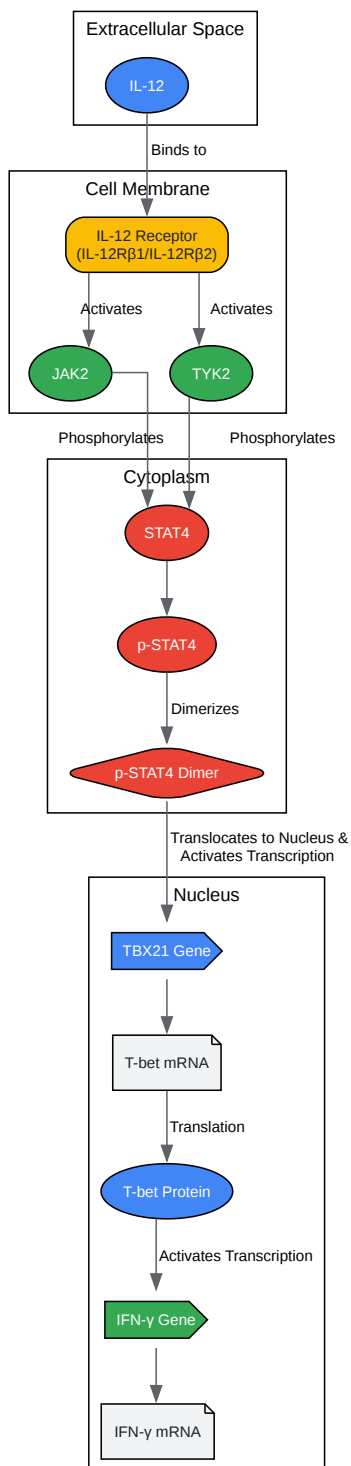 Extracellular Space
IL-12
Binds to
Cell Membrane
IL-12 Receptor
(IL-12Rβ1/IL-12Rβ2)
Activates
Activates
JAK2
TYK2
Phosphorylates
Phosphorylates
Cytoplasm
STAT4
p-STAT4
Dimerizes
p-STAT4 Dimer
Translocates to Nucleus &
Activates Transcription
Nucleus
TBX21 Gene
T-bet mRNA
Translation
T-bet Protein
Activates Transcription
IFN-γ Gene
IFN-γ mRNA